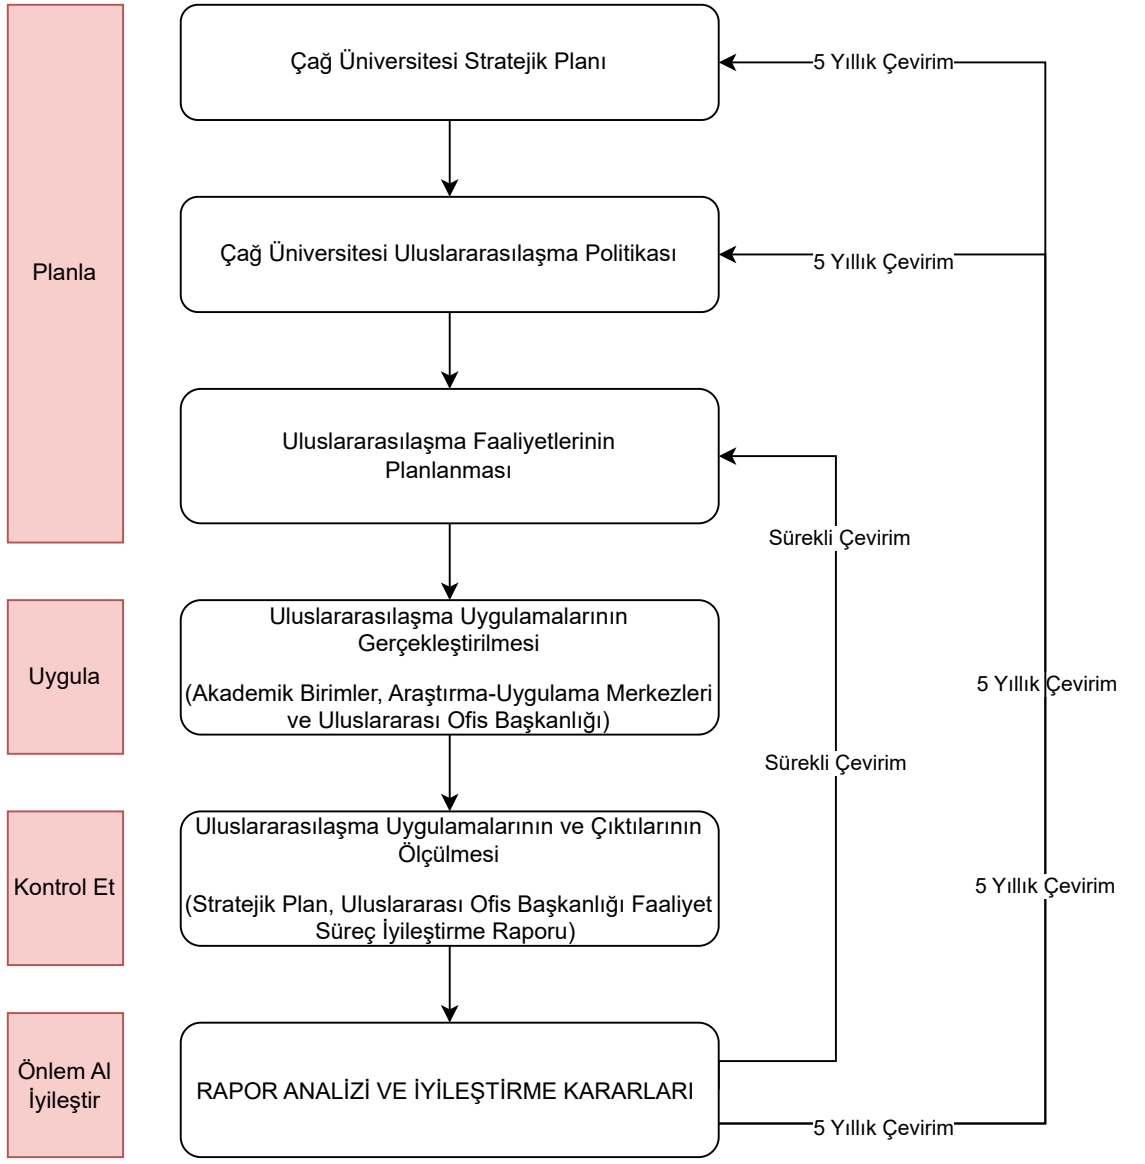 Planla
Çağ Üniversitesi Stratejik Planı
5 Yıllık Çevirim
Çağ Üniversitesi Uluslararasılaşma Politikası
5 Yıllık Çevirim
Uluslararasılaşma Faaliyetlerinin
Planlanması
Sürekli Çevirim
Uygula
Uluslararasılaşma Uygulamalarının
Gerçekleştirilmesi
(Akademik Birimler, Araştırma-Uygulama Merkezleri
ve Uluslararası Ofis Başkanlığı)
5 Yıllık Çevirim
Sürekli Çevirim
Kontrol Et
Uluslararasılaşma Uygulamalarının ve Çıktılarının
Ölçülmesi
(Stratejik Plan, Uluslararası Ofis Başkanlığı Faaliyet
Süreç İyileştirme Raporu)
5 Yıllık Çevirim
Önlem Al
İyileştir
RAPOR ANALİZİ VE İYİLEŞTİRME KARARLARI
5 Yıllık Çevirim